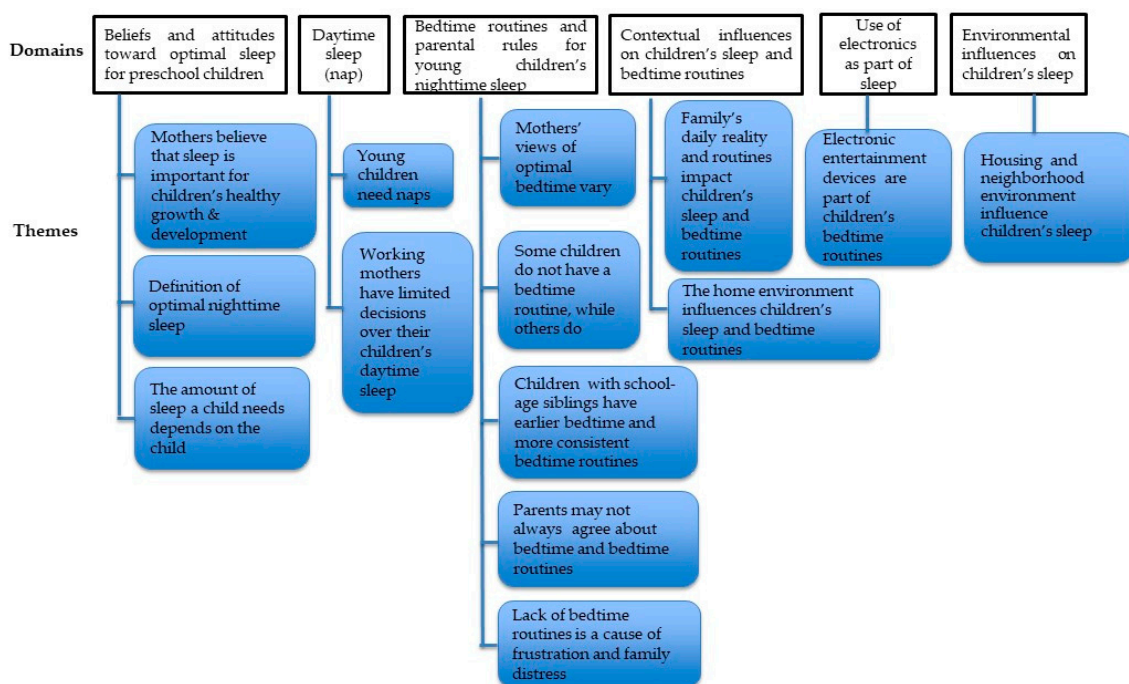 Domains
Beliefs and attitudes
toward optimal sleep
for preschool children
Daytime
sleep
(nap)
Bedtime routines and
parental rules for
young children's
nighttime sleep
Contextual influences
on children's sleep and
bedtime routines
Use of
electronics
as part of
sleep
Environmental
influences on
children's sleep
Themes
Mothers believe
that sleep is
important for
children's healthy
growth &
development
Definition of
optimal nighttime
sleep
The amount of
sleep a child needs
depends on the
child
Young
children
need naps
Working
mothers
have limited
decisions
over their
children's
daytime
sleep
Mothers'
views of
optimal
bedtime vary
Some children
do not have a
bedtime
routine, while
others do
Children with school-
age siblings have
earlier bedtime and
more consistent
bedtime routines
Parents may not
always agree about
bedtime and bedtime
routines
Lack of bedtime
routines is a cause of
frustration and family
distress
Family's
daily reality
and routines
impact
children's
sleep and
bedtime
routines
The home environment
influences children's
sleep and bedtime
routines
Electronic
entertainment
devices are
part of
children's
bedtime
routines
Housing and
neighborhood
environment
influence
children's sleep